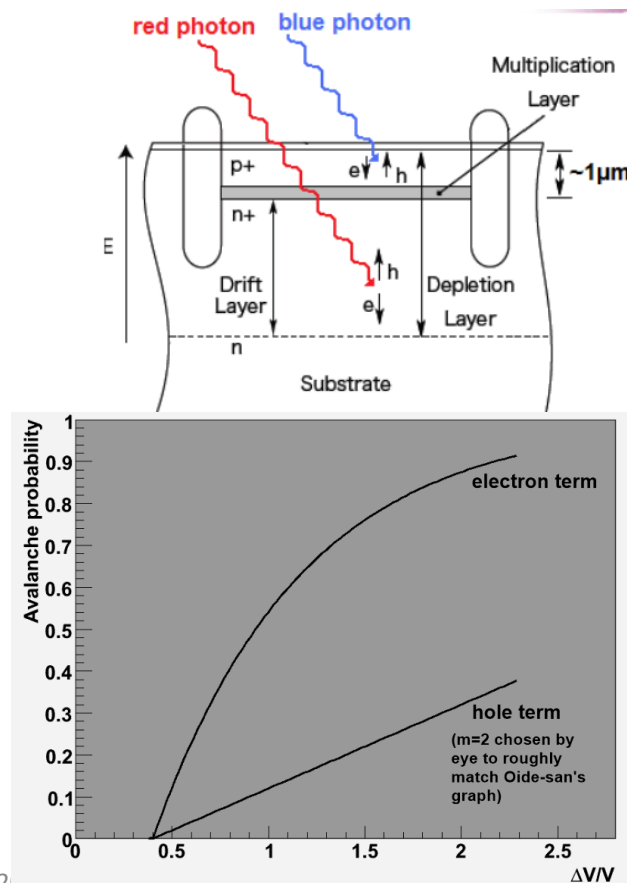 red photon
blue photon
Multiplication
Layer
p+
e
h
~1μm
n+
E
h
Drift
Layer
e
Depletion
Layer
n
Substrate
1
0.9
0.8
0.7
0.6
0.5
0.4
0.3
0.2
0.1
0
Avalanche probability
electron term
hole term
(m=2 chosen by
eye to roughly
match Oide-san's
graph)
0
0.5
1
1.5
2
2.5
ΔV/V